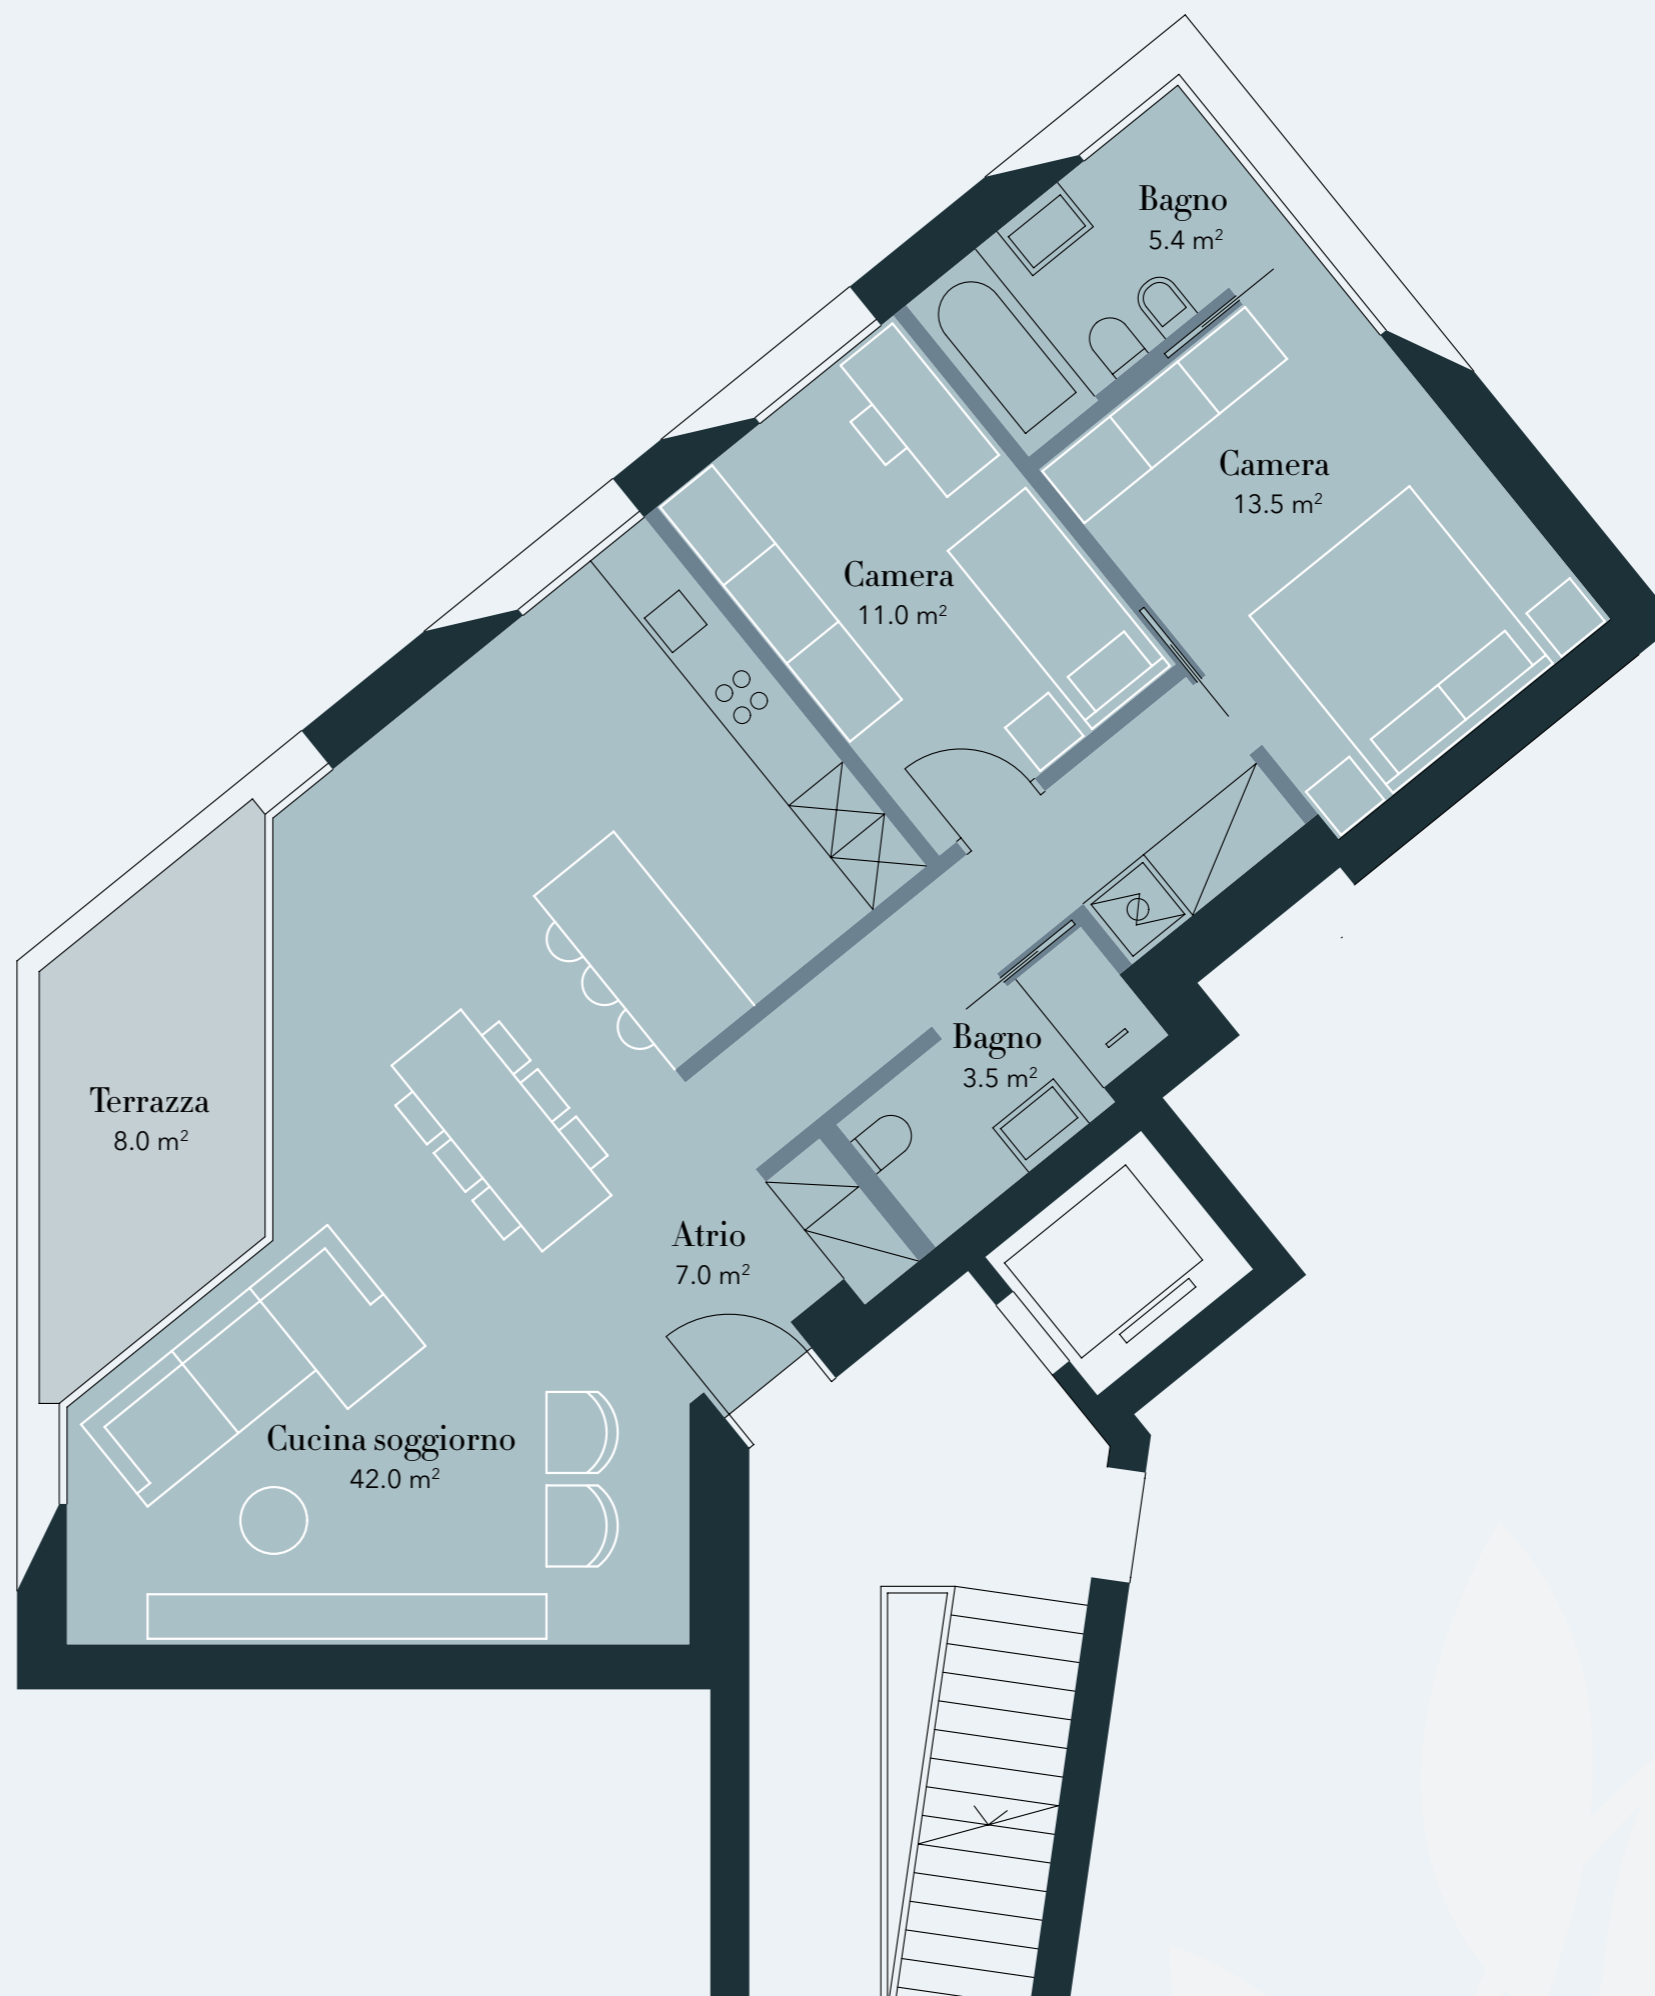 Bagno
5.4 m²
Camera
13.5 m²
Camera
11.0 m²
Bagno
3.5 m²
Terrazza
8.0 m²
Atrio
7.0 m²
Cucina soggiorno
42.0 m²